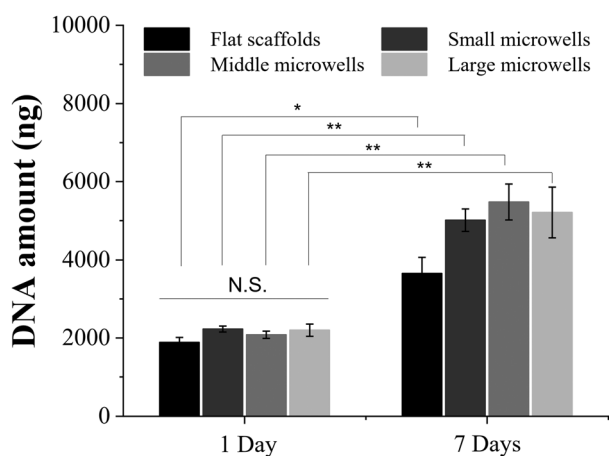 10000
8000
6000
4000
2000
0
DNA amount (ng)
Flat scaffolds
Small microwells
Middle microwells
Large microwells
*
**
**
**
N.S.
1 Day
7 Days